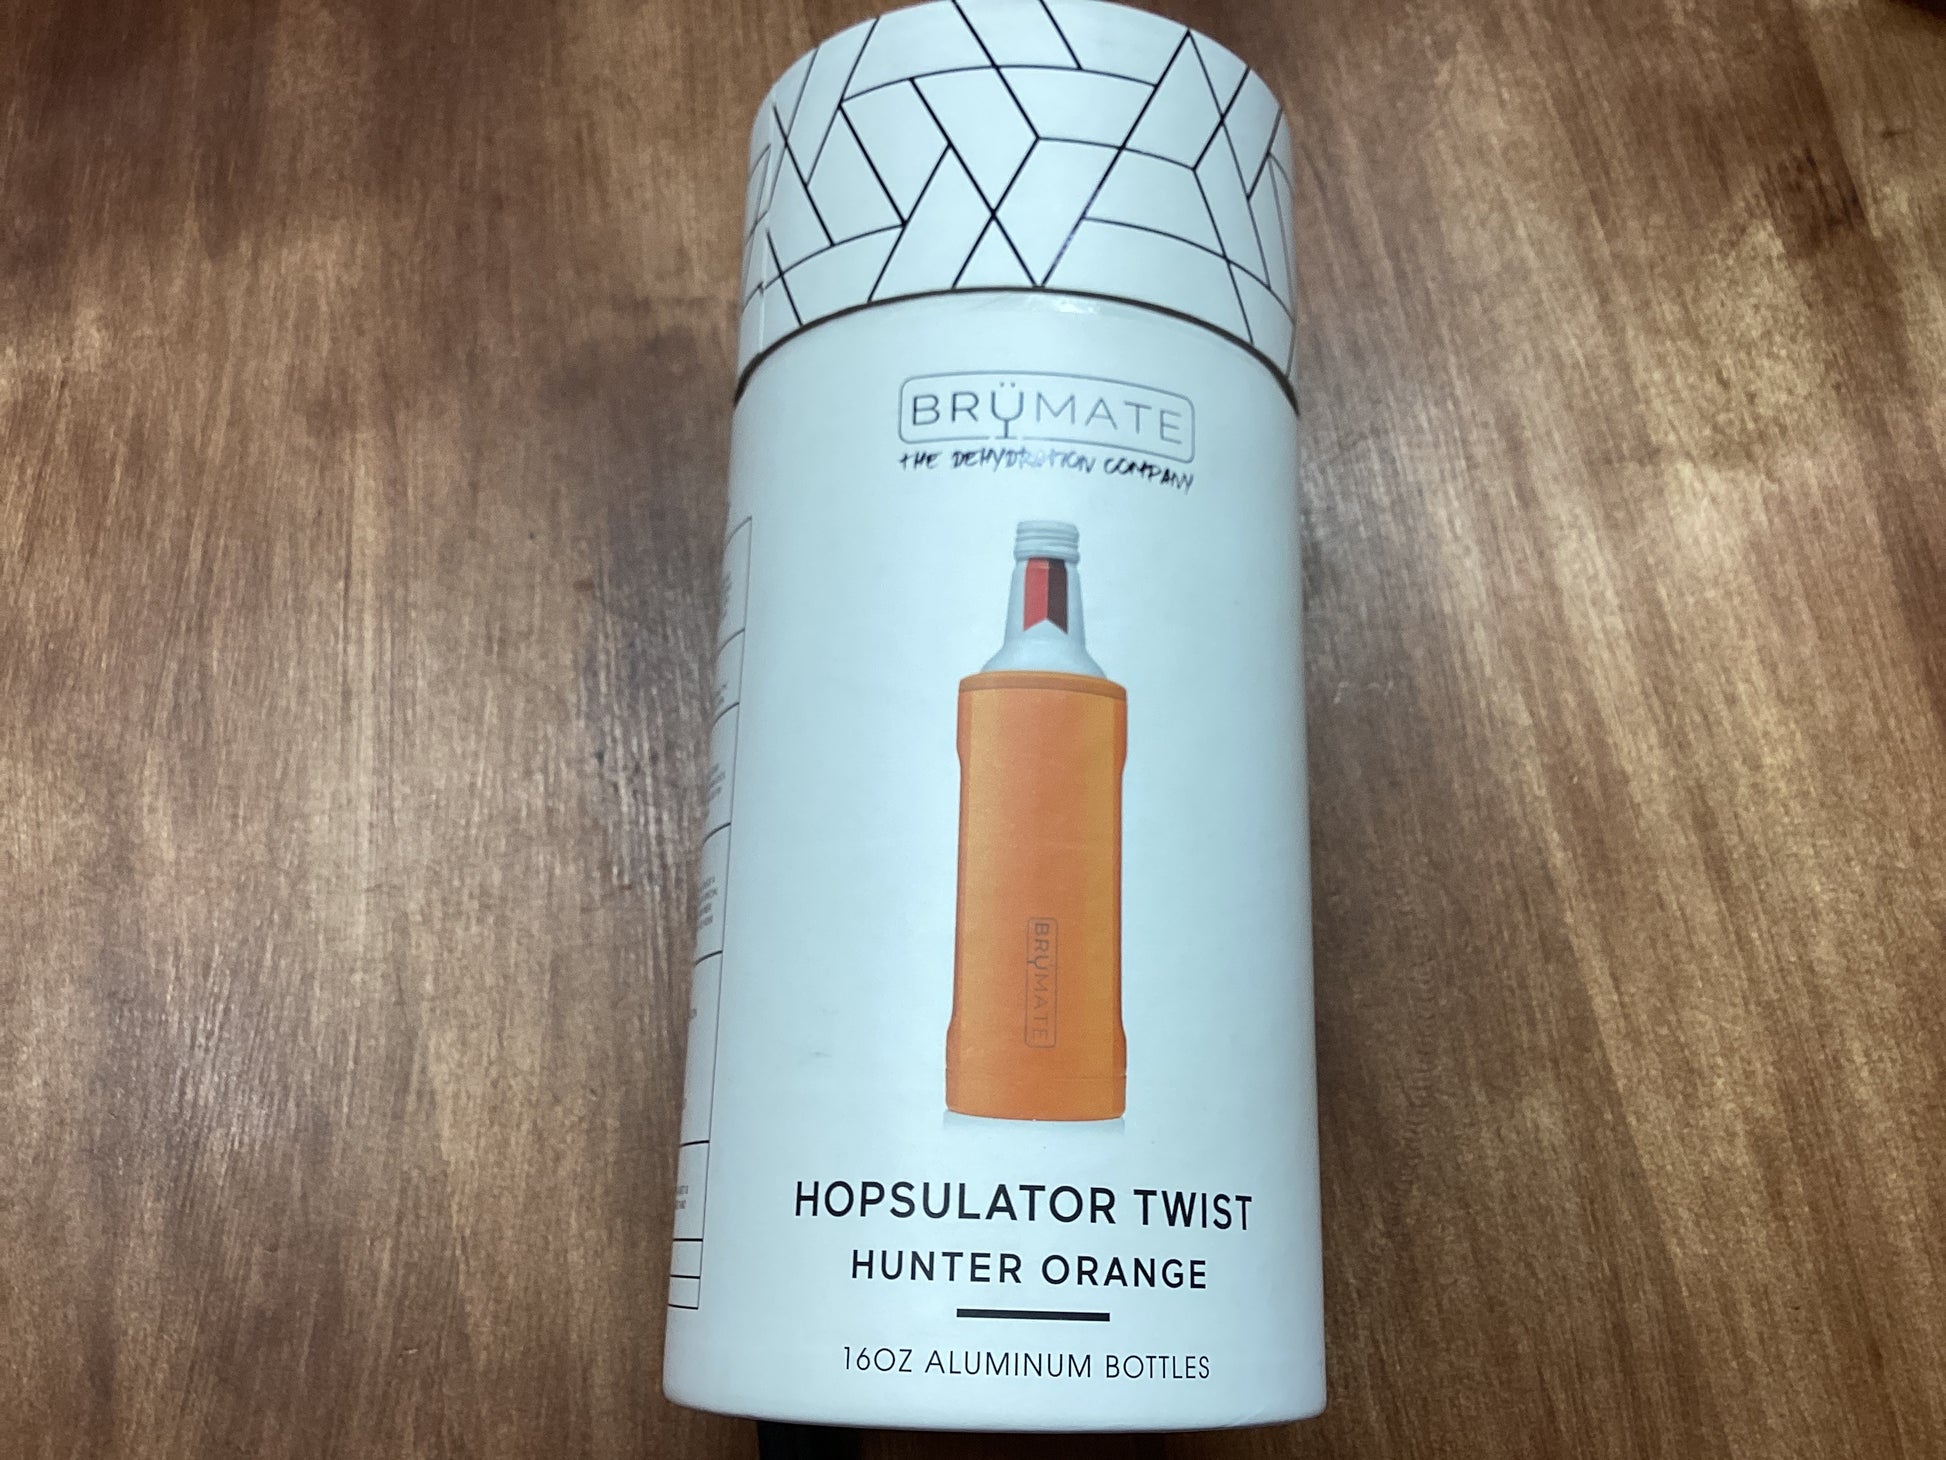 BRÜMATE
THE DEHYDRATION COMPANY
BRÜMATE
HOPSULATOR TWIST
HUNTER ORANGE
16OZ ALUMINUM BOTTLES